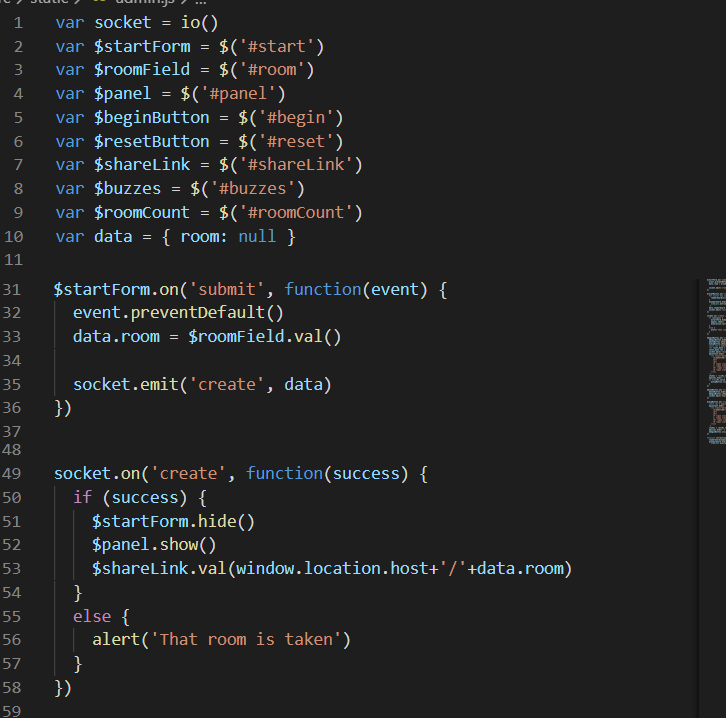 static admin.js ...
1 var socket = io()
2 var $startForm = $('#start')
3 var $roomField = $('#room')
4 var $panel = $('#panel')
5 var $beginButton = $('#begin')
6 var $resetButton = $('#reset')
7 var $shareLink = $('#shareLink')
8 var $buzzes = $('#buzzes')
9 var $roomCount = $('#roomCount')
10 var data = { room: null }
11
31 $startForm.on('submit', function(event) {
32   event.preventDefault()
33   data.room = $roomField.val()
34
35   socket.emit('create', data)
36 })
37
48
49 socket.on('create', function(success) {
50   if (success) {
51     $startForm.hide()
52     $panel.show()
53     $shareLink.val(window.location.host+'/'+data.room)
54   }
55   else {
56     alert('That room is taken')
57   }
58 })
59